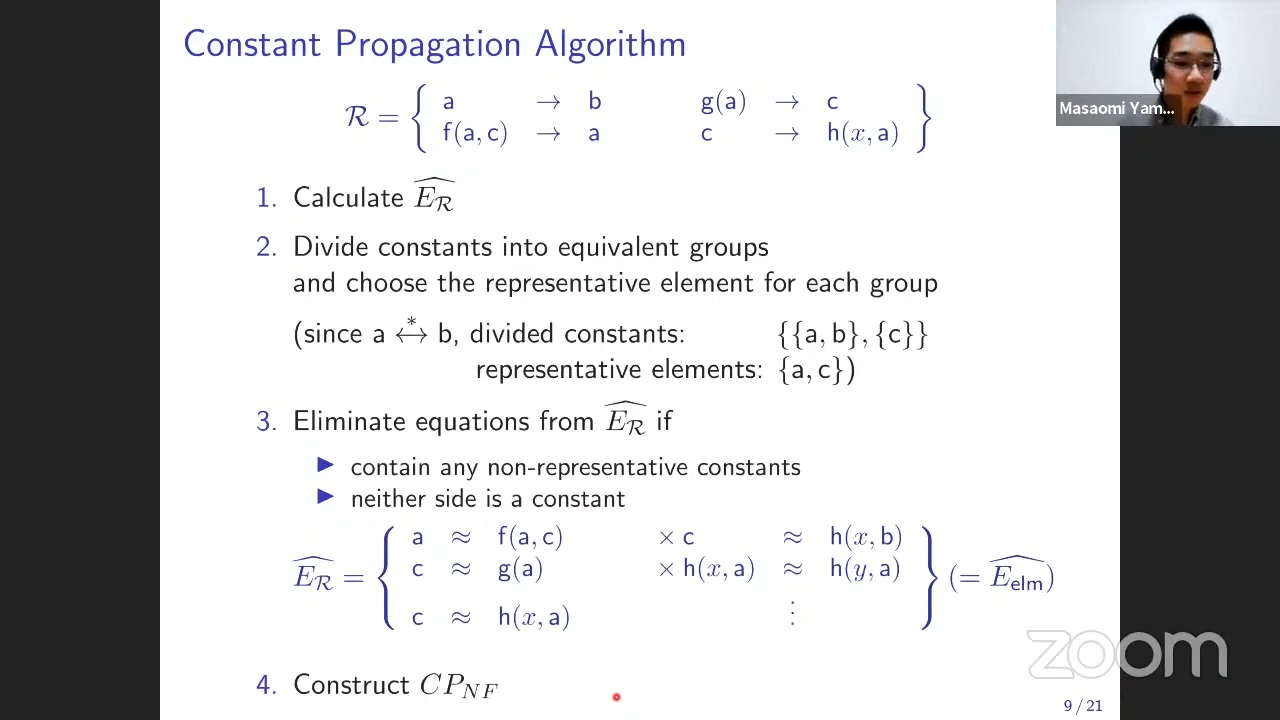 Constant Propagation Algorithm
ℛ = { a → b g(a) → c
f(a, c) → a c → h(x, a) }
Masaomi Yam...
1. Calculate \widehat{E_ℛ}
2. Divide constants into equivalent groups
and choose the representative element for each group
(since a ↔* b, divided constants: {{a, b}, {c}}
representative elements: {a, c})
3. Eliminate equations from \widehat{E_ℛ} if
▶ contain any non-representative constants
▶ neither side is a constant
\widehat{E_ℛ} = { a ≈ f(a, c) × c ≈ h(x, b)
c ≈ g(a) × h(x, a) ≈ h(y, a)
c ≈ h(x, a) ⋮ } (= \widehat{E_{elm}})
zoom
4. Construct CP_{NF}
9 / 21